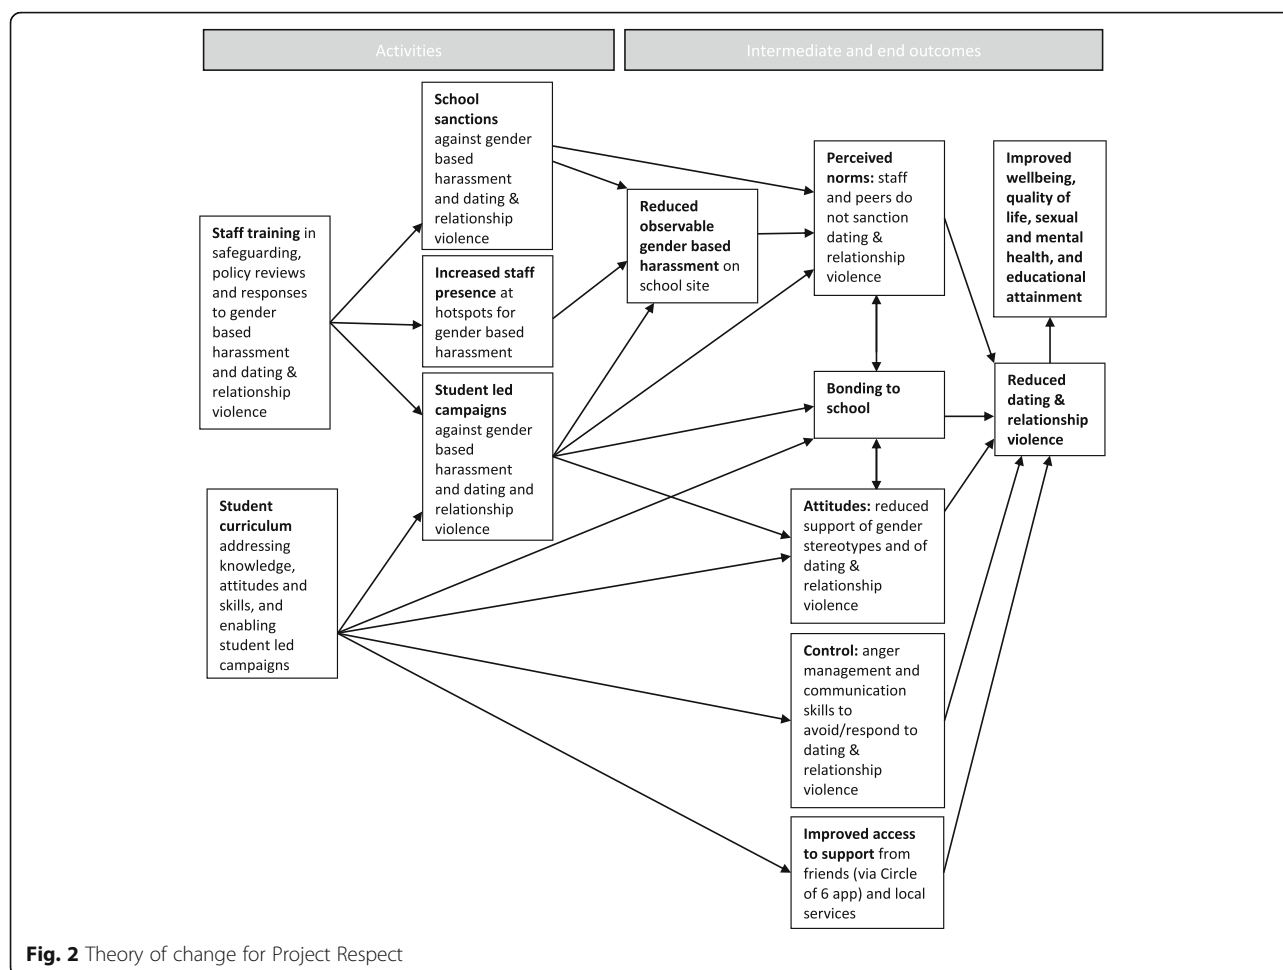 Activities
Intermediate and end outcomes
School
sanctions
against gender
based
harassment
and dating &
relationship
violence
Staff training in
safeguarding,
policy reviews
and responses
to gender
based
harassment
and dating &
relationship
violence
Increased staff
presence at
hotspots for
gender based
harassment
Student led
campaigns
against gender
based
harassment
and dating and
relationship
violence
Student
curriculum
addressing
knowledge,
attitudes and
skills, and
enabling
student led
campaigns
Reduced
observable
gender based
harassment on
school site
Perceived
norms: staff
and peers do
not sanction
dating &
relationship
violence
Bonding to
school
Attitudes: reduced
support of gender
stereotypes and of
dating &
relationship
violence
Control: anger
management and
communication
skills to
avoid/respond to
dating &
relationship
violence
Improved access
to support from
friends (via Circle
of 6 app) and local
services
Improved
wellbeing,
quality of
life, sexual
and mental
health, and
educational
attainment
Reduced
dating &
relationship
violence
Fig. 2 Theory of change for Project Respect